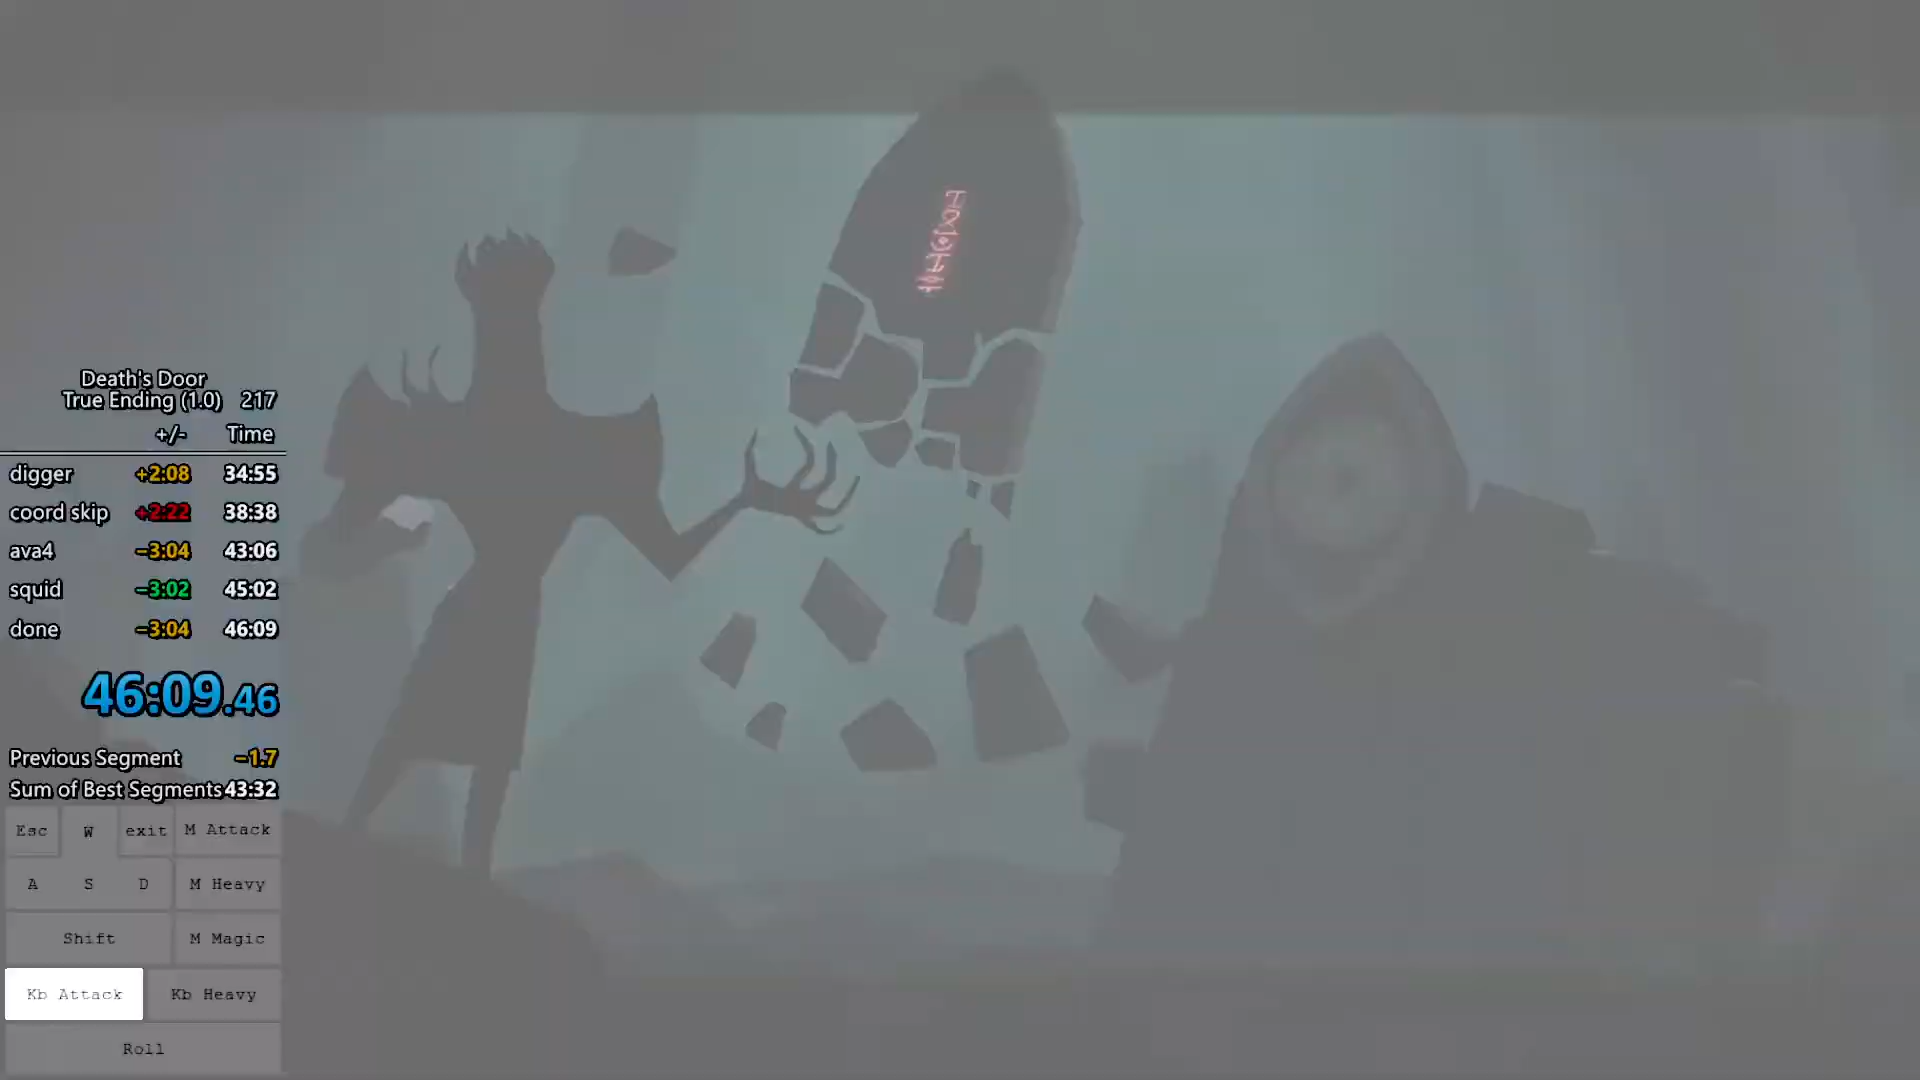 Death's Door
True Ending (1.0) 217
+/- Time
digger +2:08 34:55
coord skip +2:22 38:38
ava4 -3:04 43:06
squid -3:02 45:02
done -3:04 46:09
46:09.46
Previous Segment -1.7
Sum of Best Segments 43:32
Esc W exit M Attack
A S D M Heavy
Shift M Magic
Kb Attack Kb Heavy
Roll